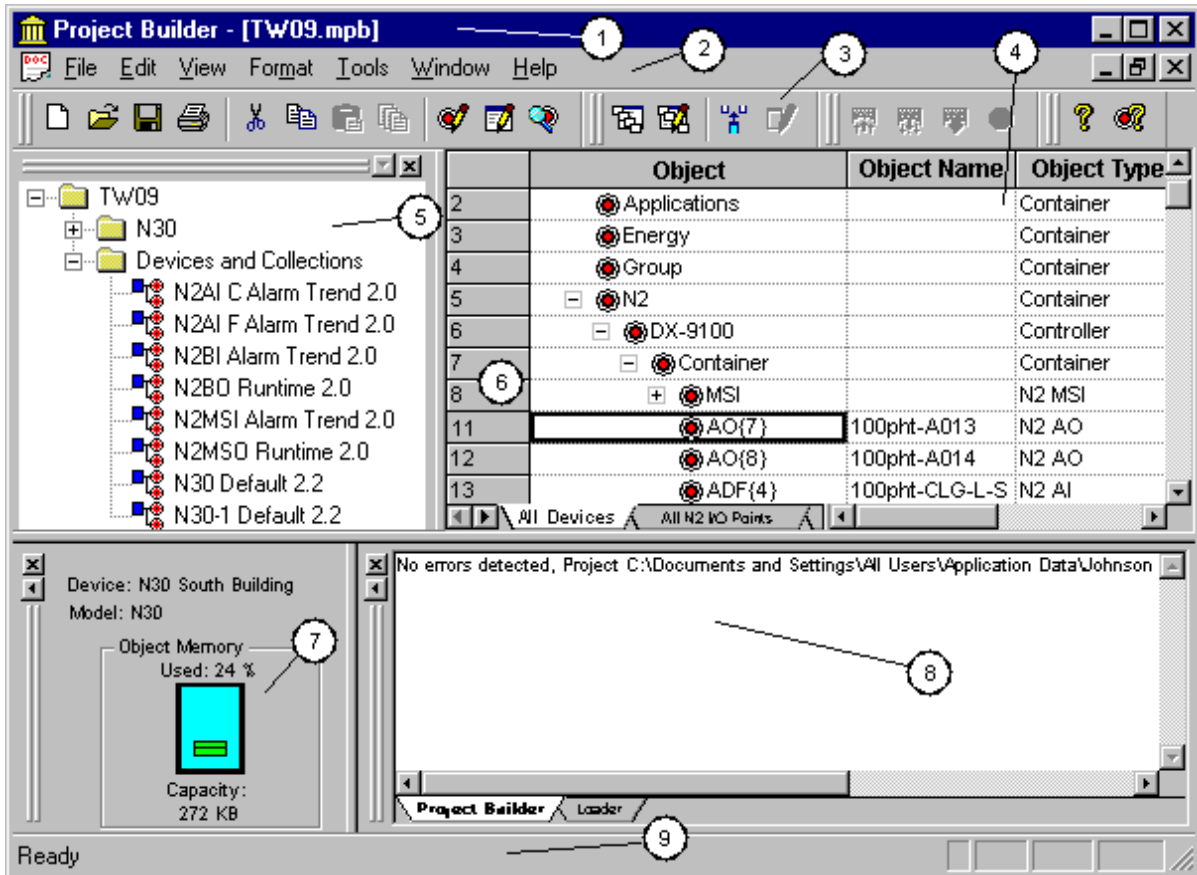 Project Builder - [TW09.mpb]
1
DOC File Edit View Format Tools Window Help
2
3
4
Object Object Name Object Type
TW09
N30
Devices and Collections
N2AI C Alarm Trend 2.0
N2AI F Alarm Trend 2.0
N2BI Alarm Trend 2.0
N2BO Runtime 2.0
N2MSI Alarm Trend 2.0
N2MSO Runtime 2.0
N30 Default 2.2
N30-1 Default 2.2
5
2 Applications Container
3 Energy Container
4 Group Container
5 N2 Container
6 DX-9100 Controller
7 Container Container
8 MSI N2 MSI
11 AO{7} 100pht-A013 N2 AO
12 AO{8} 100pht-A014 N2 AO
13 ADF{4} 100pht-CLG-L-S N2 AI
6
All Devices All N2 I/O Points
Device: N30 South Building
Model: N30
Object Memory
Used: 24 %
Capacity:
272 KB
7
No errors detected, Project C:\Documents and Settings\All Users\Application Data\Johnson
8
Project Builder Loader
9
Ready